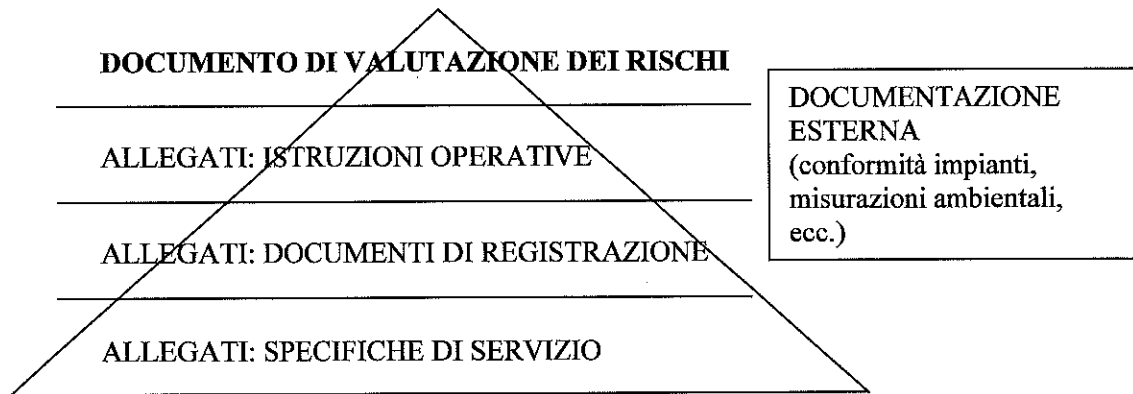 DOCUMENTO DI VALUTAZIONE DEI RISCHI
ALLEGATI: ISTRUZIONI OPERATIVE
ALLEGATI: DOCUMENTI DI REGISTRAZIONE
ALLEGATI: SPECIFICHE DI SERVIZIO
DOCUMENTAZIONE
ESTERNA
(conformità impianti,
misurazioni ambientali,
ecc.)